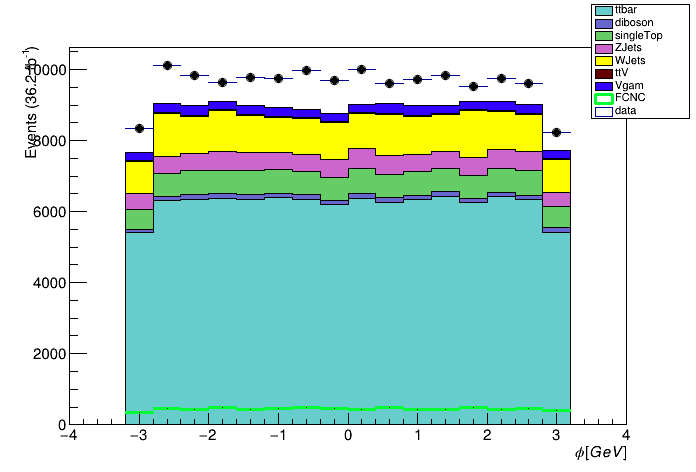 ttbar
diboson
singleTop
ZJets
WJets
ttV
Vgam
FCNC
data
Events (36.2 fb⁻¹)
10000
8000
6000
4000
2000
0
−4 −3 −2 −1 0 1 2 3 4
ϕ[GeV]